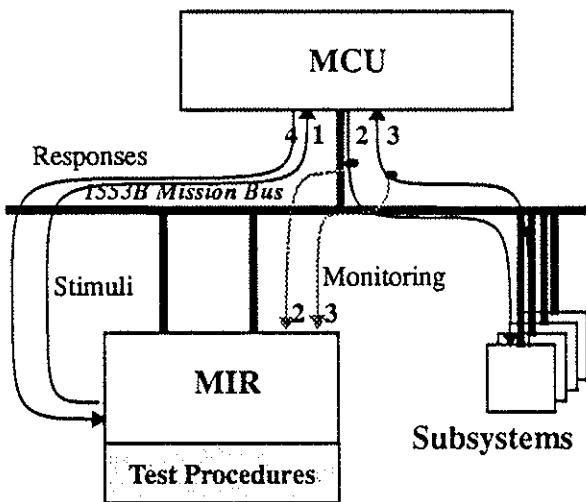 MCU
4 1 2 3
Responses
1553B Mission Bus
Stimuli
Monitoring
2 3
MIR
Subsystems
Test Procedures